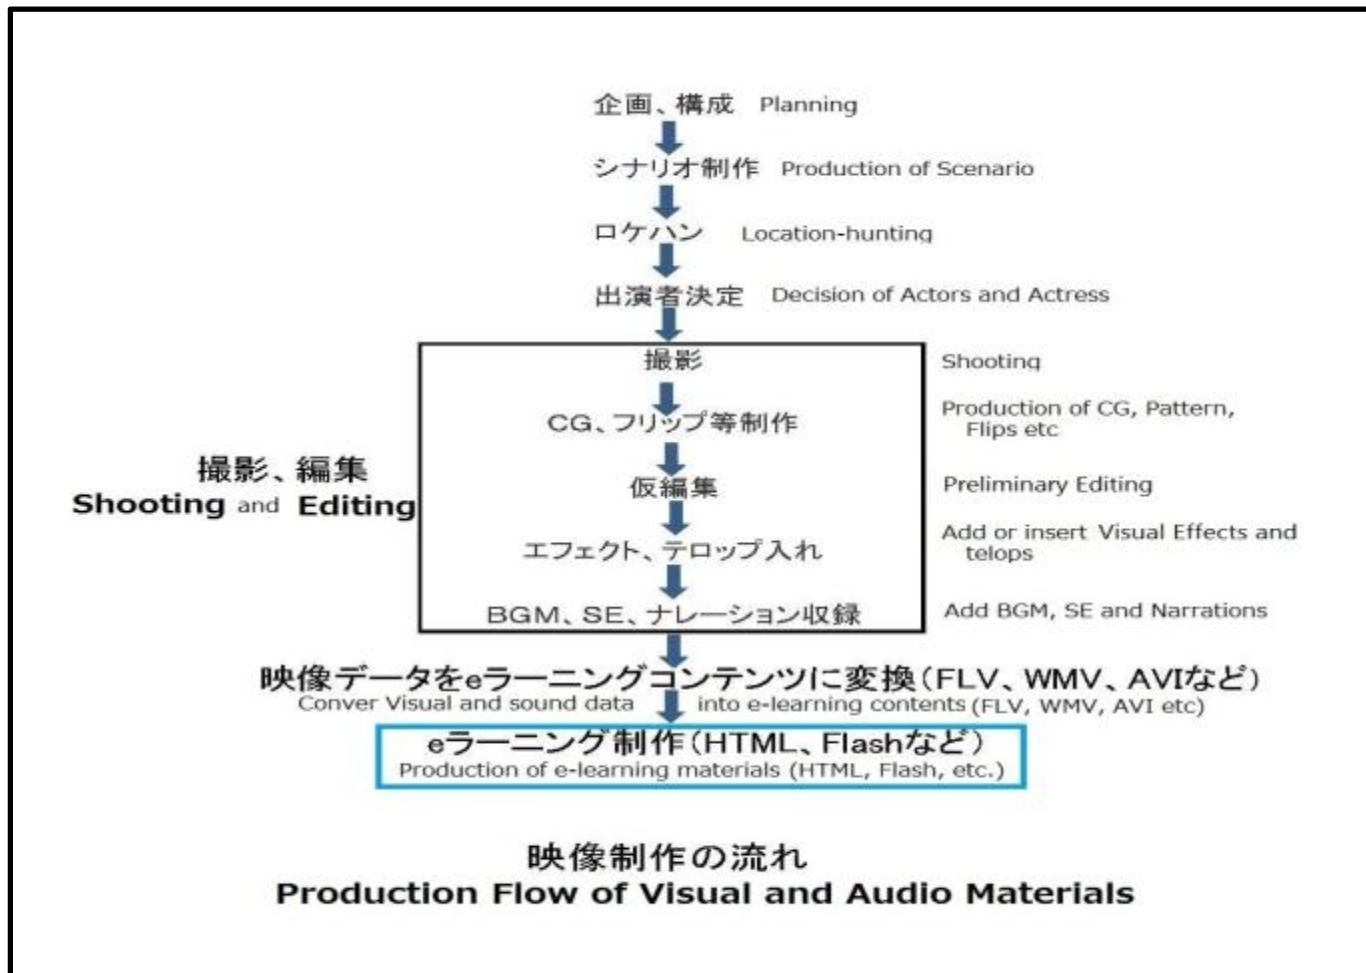 企画、構成 Planning
シナリオ制作 Production of Scenario
ロケハン Location-hunting
出演者決定 Decision of Actors and Actress
撮影 Shooting
CG、フリップ等制作 Production of CG, Pattern,
Flips etc
撮影、編集
Shooting and Editing
仮編集 Preliminary Editing
エフェクト、テロップ入れ Add or insert Visual Effects and
telops
BGM、SE、ナレーション収録 Add BGM, SE and Narrations
映像データをeラーニングコンテンツに変換(FLV、WMV、AVIなど)
Conver Visual and sound data into e-learning contents (FLV, WMV, AVI etc)
eラーニング制作(HTML、Flashなど)
Production of e-learning materials (HTML, Flash, etc.)
映像制作の流れ
Production Flow of Visual and Audio Materials